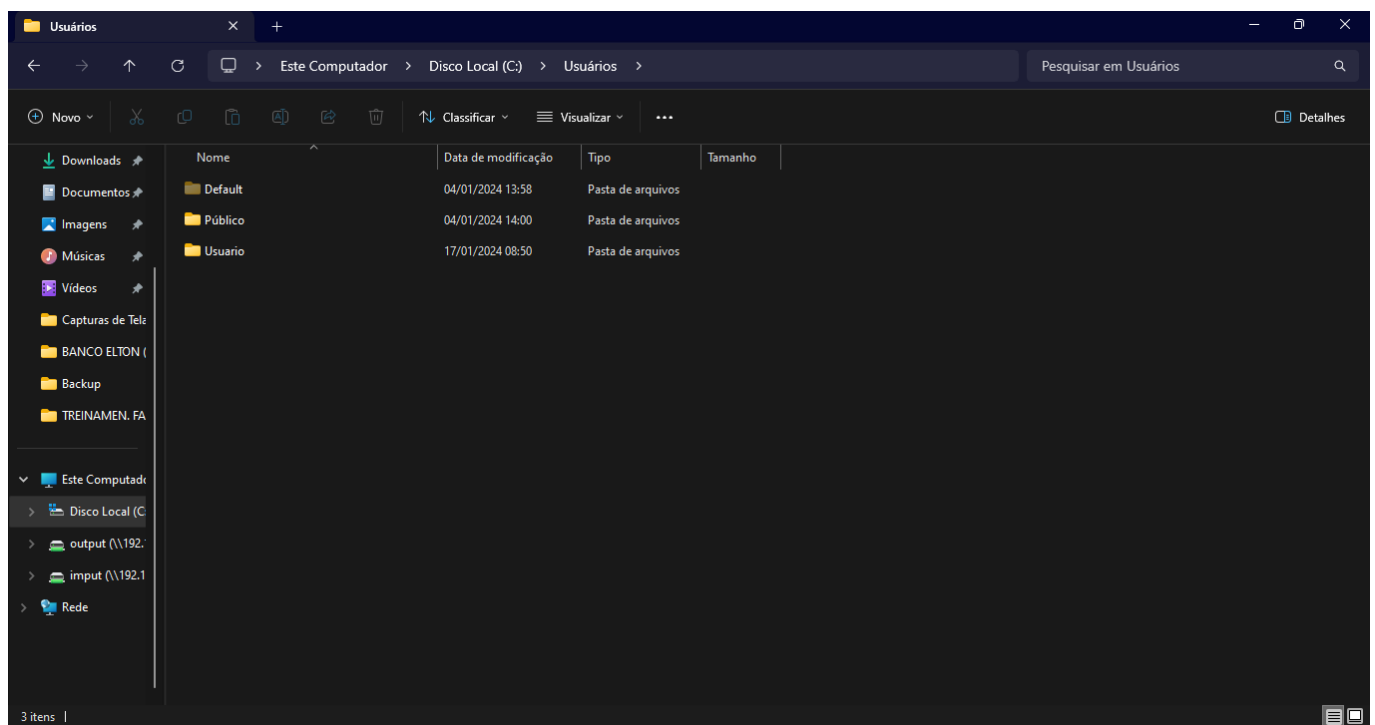 Usuários
Este Computador > Disco Local (C:) > Usuários >
Pesquisar em Usuários
Novo
Classificar
Visualizar
Detalhes
Downloads
Documentos
Imagens
Músicas
Vídeos
Capturas de Tela
BANCO ELTON (
Backup
TREINAMEN. FA
Este Computado
Disco Local (C
output (\\192.1
imput (\\192.1
Rede
Nome Data de modificação Tipo Tamanho
Default 04/01/2024 13:58 Pasta de arquivos
Público 04/01/2024 14:00 Pasta de arquivos
Usuario 17/01/2024 08:50 Pasta de arquivos
3 itens